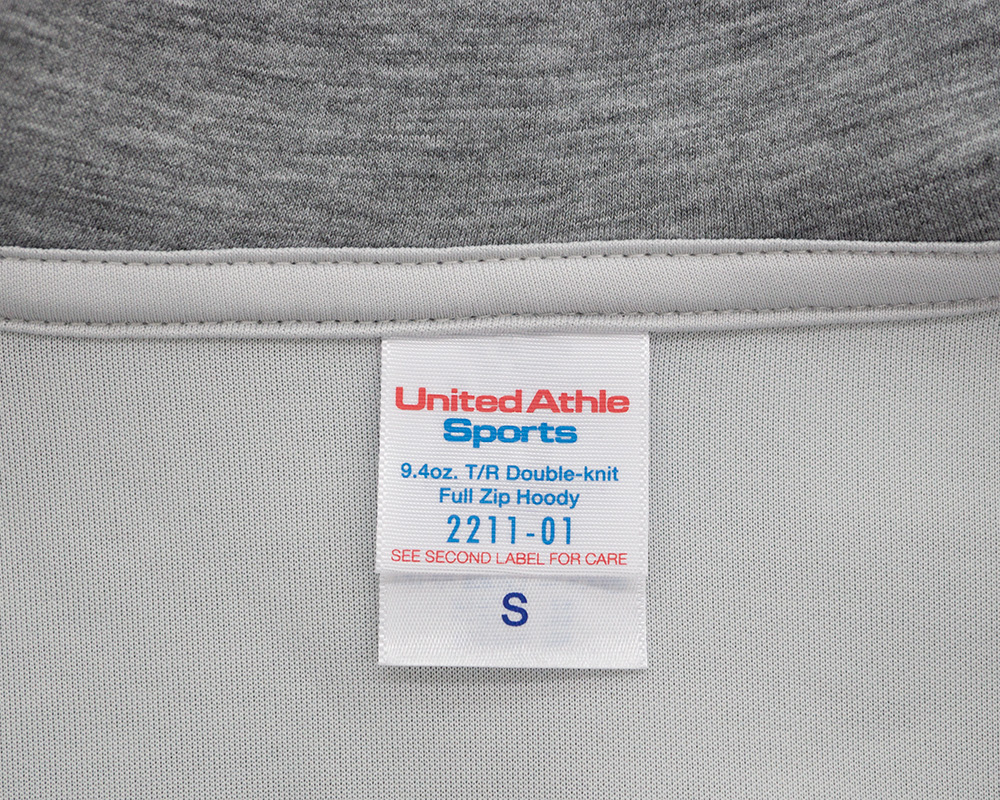 United Athle
Sports
9.4oz. T/R Double-knit
Full Zip Hoody
2211-01
SEE SECOND LABEL FOR CARE
S